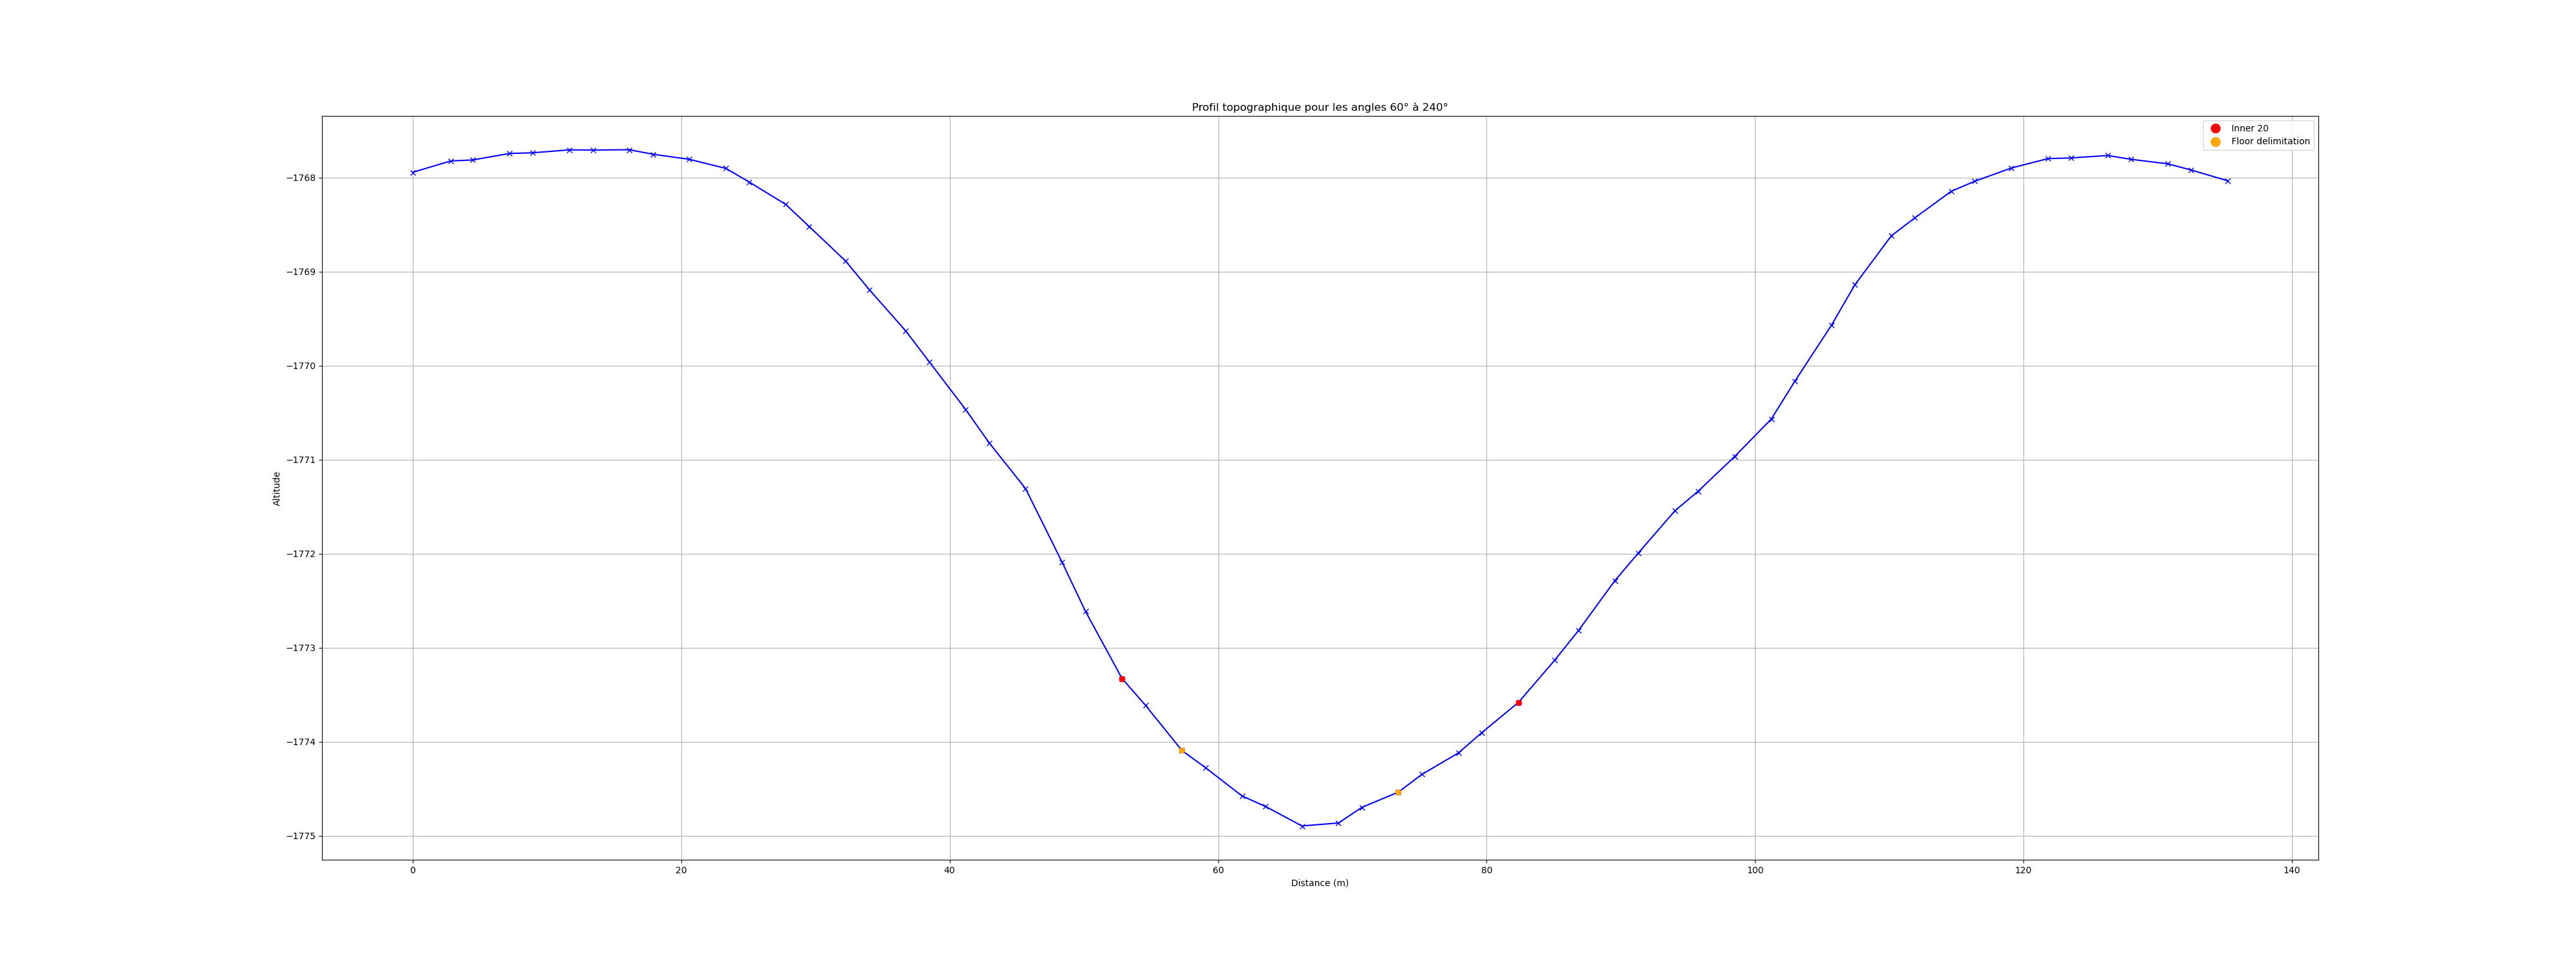 Profil topographique pour les angles 60° à 240°
Inner 20
Floor delimitation
−1768
−1769
−1770
−1771
−1772
−1773
−1774
−1775
Altitude
0 20 40 60 80 100 120 140
Distance (m)